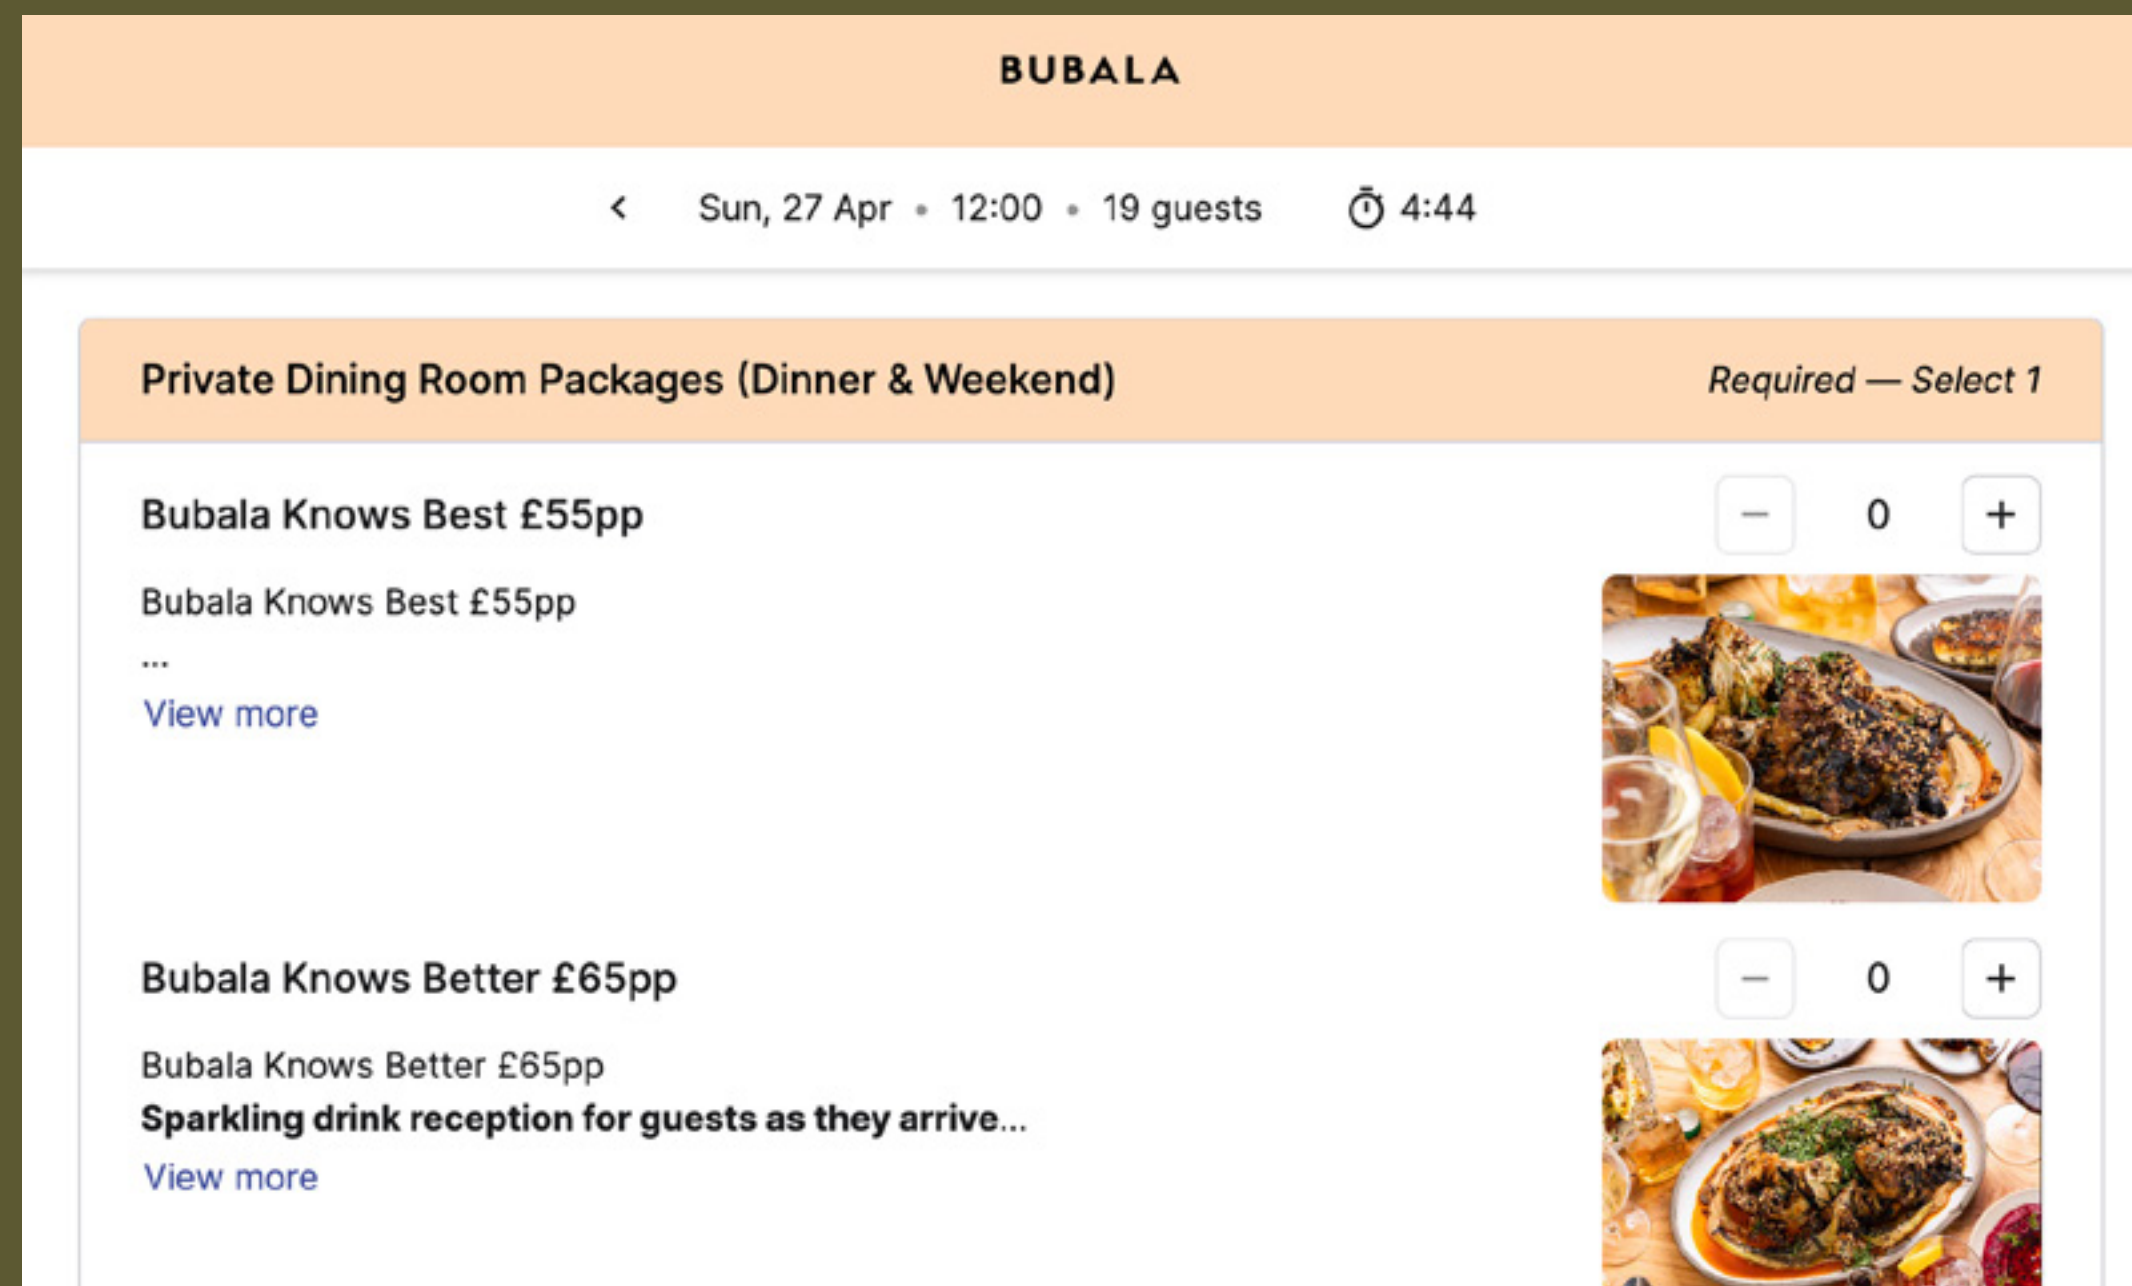 BUBALA
< Sun, 27 Apr • 12:00 • 19 guests 4:44
Private Dining Room Packages (Dinner & Weekend) Required — Select 1
Bubala Knows Best £55pp − 0 +
Bubala Knows Best £55pp
...
View more
Bubala Knows Better £65pp − 0 +
Bubala Knows Better £65pp
Sparkling drink reception for guests as they arrive...
View more